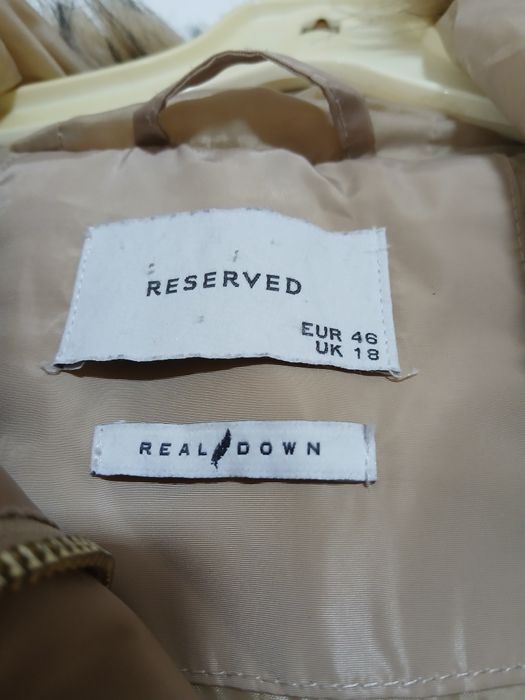 RESERVED
EUR 46
UK 18
REAL DOWN